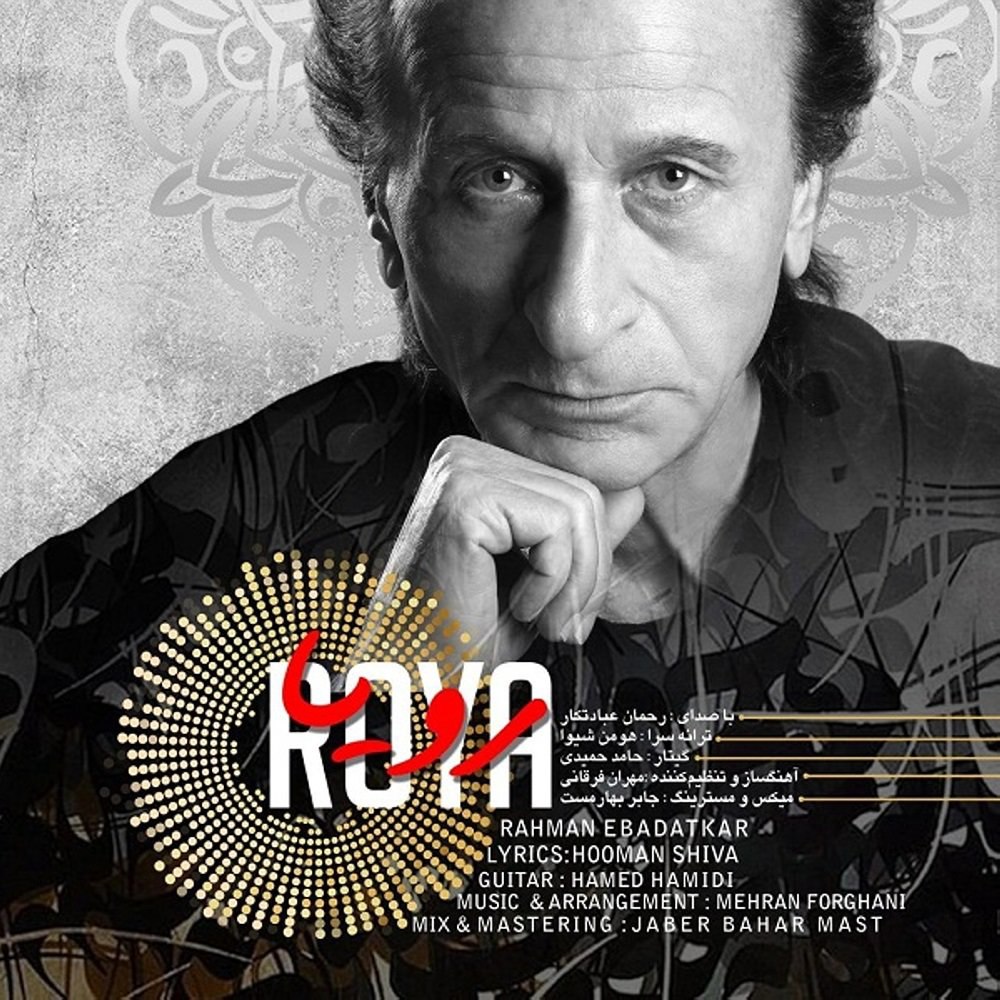 ROYA
رویا
با صدای : رحمان عبادتکار
ترانه سرا : هومن شیوا
گیتار : حامد حمیدی
آهنگساز و تنظیم‌کننده :مهران فرقانی
میکس و مسترینگ : جابر بهارمست
RAHMAN EBADATKAR
LYRICS:HOOMAN SHIVA
GUITAR : HAMED HAMIDI
MUSIC & ARRANGEMENT : MEHRAN FORGHANI
MIX & MASTERING : JABER BAHAR MAST